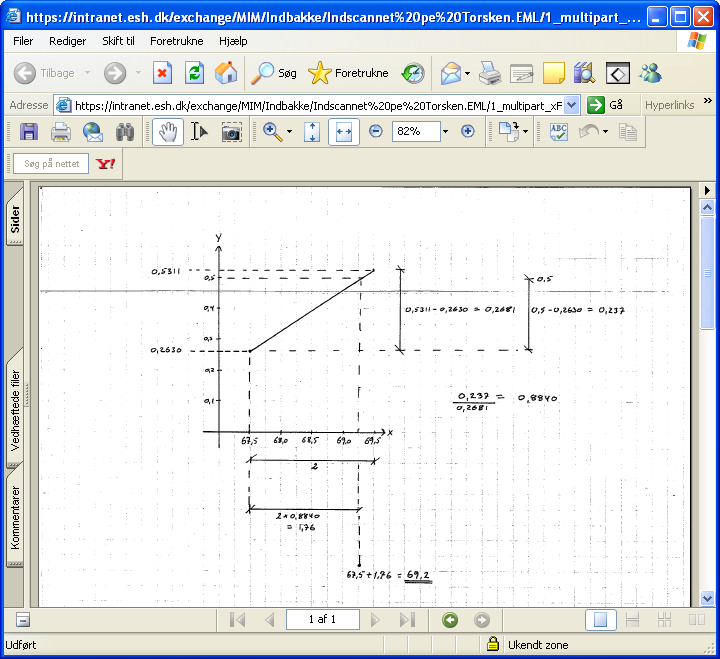 https://intranet.esh.dk/exchange/MIM/Indbakke/Indscannet%20pe%20Torsken.EML/1_multipart_...
Filer Rediger Skift til Foretrukne Hjælp
Tilbage Søg Foretrukne
Adresse https://intranet.esh.dk/exchange/MIM/Indbakke/Indscannet%20pe%20Torsken.EML/1_multipart_xF Gå Hyperlinks »
82%
Søg på nettet Y!
Sider
Vedhæftede filer
Kommentarer
Y
0,5311
0,5
0,5
0,4
0,5311-0,2630 = 0,2681
0,5-0,2630 = 0,237
0,3
0,2630
0,2
0,1
0,237 = 0,8840
0,2681
X
67,5 68,0 68,5 69,0 69,5
2
2*0,8840
= 1,76
67,5+1,76 = 69,2
1 af 1
Udført Ukendt zone